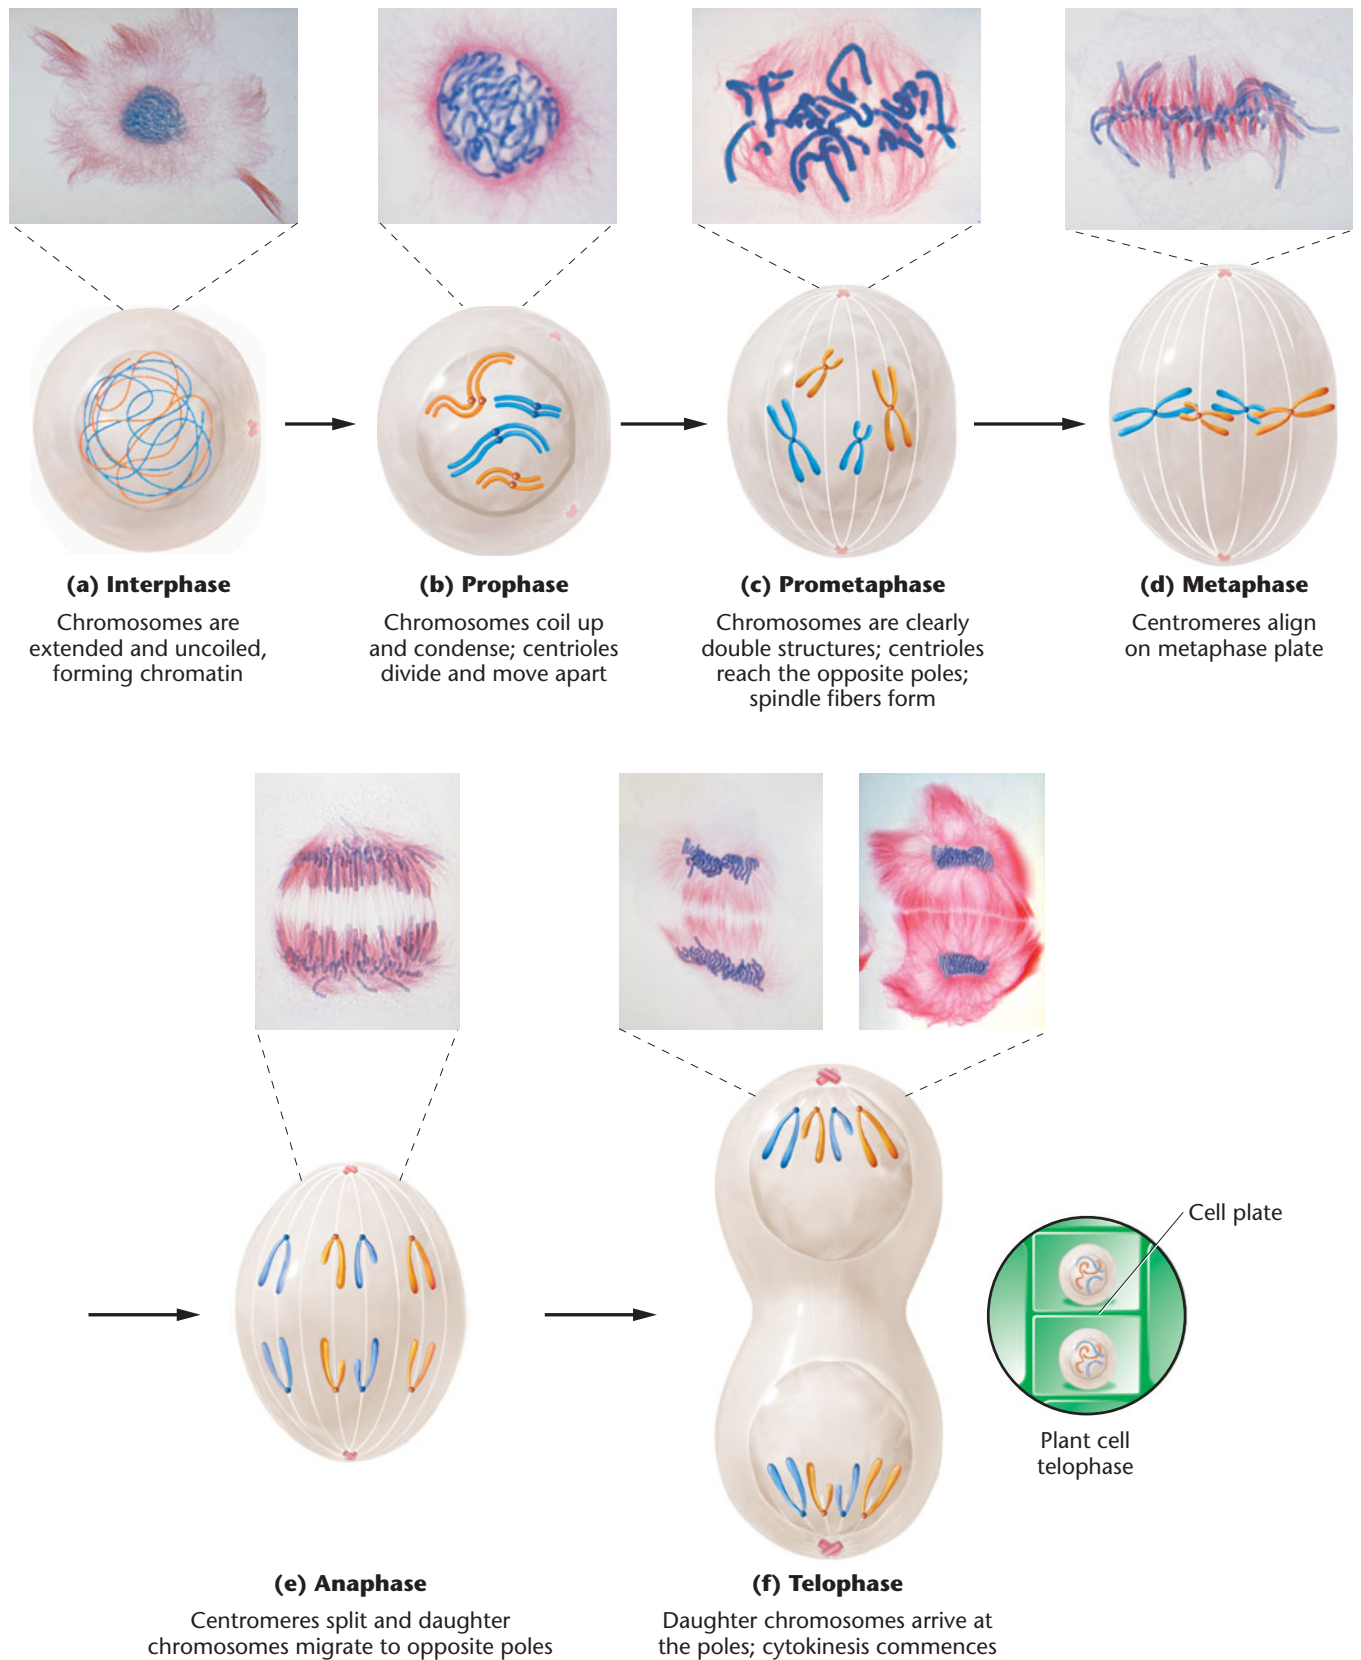 (a) Interphase
Chromosomes are
extended and uncoiled,
forming chromatin
(b) Prophase
Chromosomes coil up
and condense; centrioles
divide and move apart
(c) Prometaphase
Chromosomes are clearly
double structures; centrioles
reach the opposite poles;
spindle fibers form
(d) Metaphase
Centromeres align
on metaphase plate
Cell plate
Plant cell
telophase
(e) Anaphase
Centromeres split and daughter
chromosomes migrate to opposite poles
(f) Telophase
Daughter chromosomes arrive at
the poles; cytokinesis commences